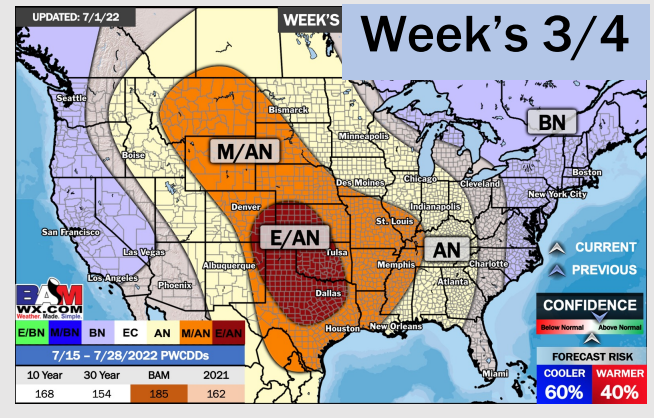 UPDATED: 7/1/22
WEEK'S
Week's 3/4
Seattle
Bismarck
Minneapolis
BN
M/AN
Boise
Boston
Des Moines
Chicago
Cleveland
New York City
Denver
Indianapolis
St. Louis
San Francisco
E/AN
AN
CURRENT
Las Vegas
Tulsa
Albuquerque
Memphis
Charlotte
PREVIOUS
Los Angeles
Phoenix
Dallas
Atlanta
BAM
WX.COM
Weather. Made. Simple.
CONFIDENCE
Below Normal
Above Normal
Houston
New Orleans
E/BN M/BN BN EC AN M/AN E/AN
7/15 – 7/28/2022 PWCDDs
FORECAST RISK
10 Year 30 Year BAM 2021
168 154 185 162
Miami
COOLER WARMER
60% 40%